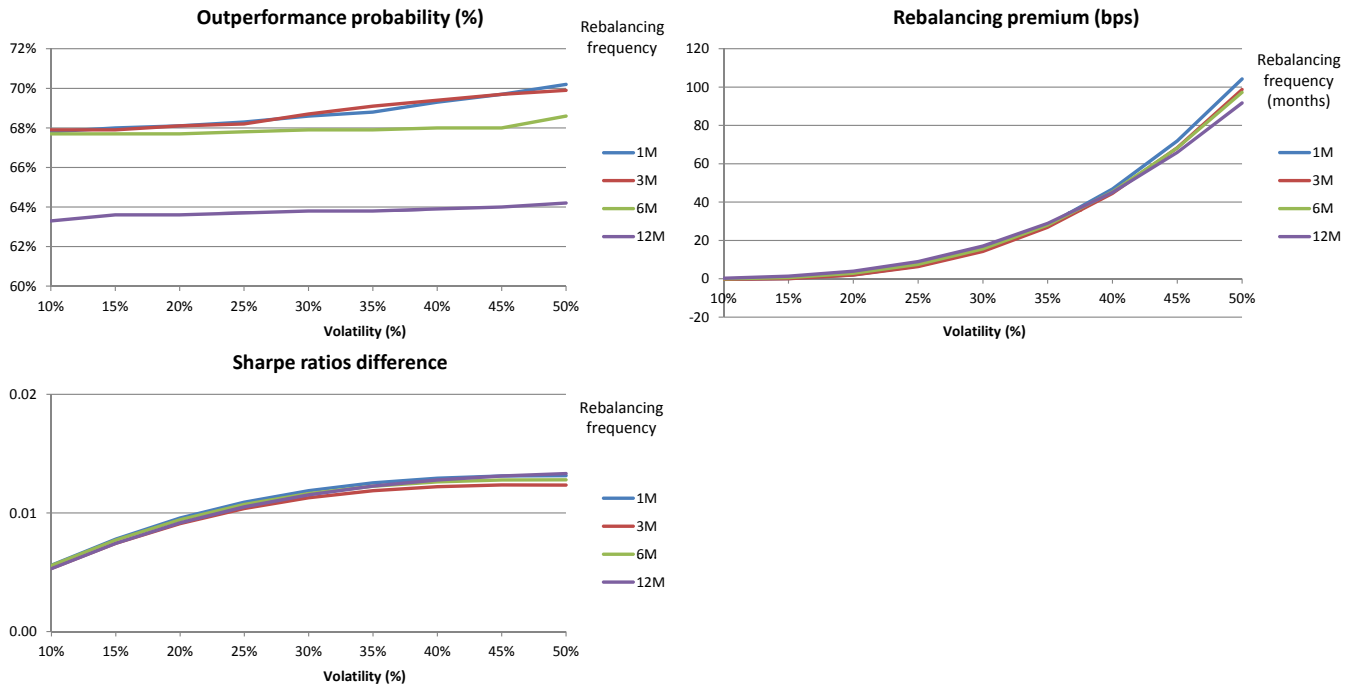 Outperformance probability (%)
Rebalancing
frequency
72%
70%
68%
66%
64%
62%
60%
10% 15% 20% 25% 30% 35% 40% 45% 50%
Volatility (%)
1M
3M
6M
12M
Rebalancing premium (bps)
Rebalancing
frequency
(months)
120
100
80
60
40
20
0
-20
10% 15% 20% 25% 30% 35% 40% 45% 50%
Volatility (%)
1M
3M
6M
12M
Sharpe ratios difference
Rebalancing
frequency
0.02
0.01
0.00
10% 15% 20% 25% 30% 35% 40% 45% 50%
Volatility (%)
1M
3M
6M
12M